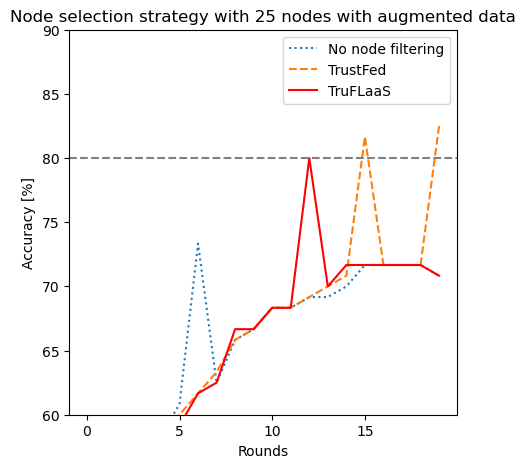 Node selection strategy with 25 nodes with augmented data
No node filtering
TrustFed
TruFLaaS
90
85
80
75
70
65
60
Accuracy [%]
0 5 10 15
Rounds